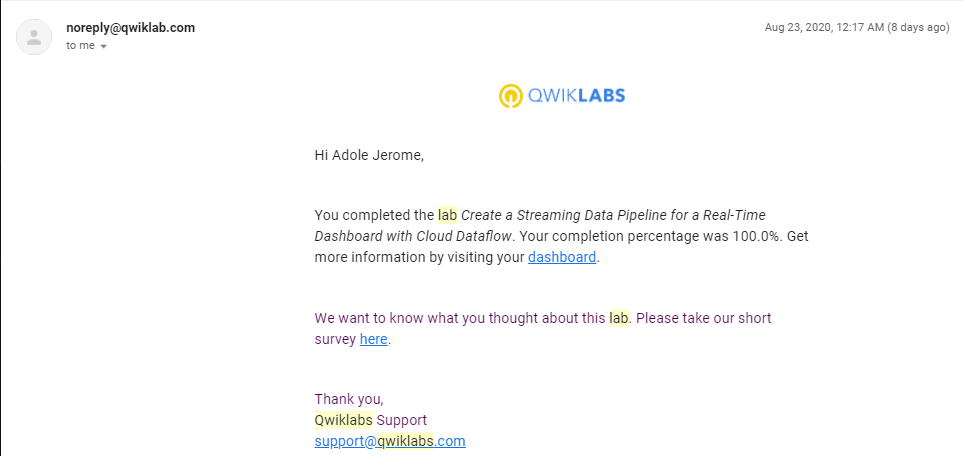 noreply@qwiklab.com
Aug 23, 2020, 12:17 AM (8 days ago)
to me
QWIKLABS
Hi Adole Jerome,
You completed the lab Create a Streaming Data Pipeline for a Real-Time
Dashboard with Cloud Dataflow. Your completion percentage was 100.0%. Get
more information by visiting your dashboard.
We want to know what you thought about this lab. Please take our short
survey here.
Thank you,
Qwiklabs Support
support@qwiklabs.com